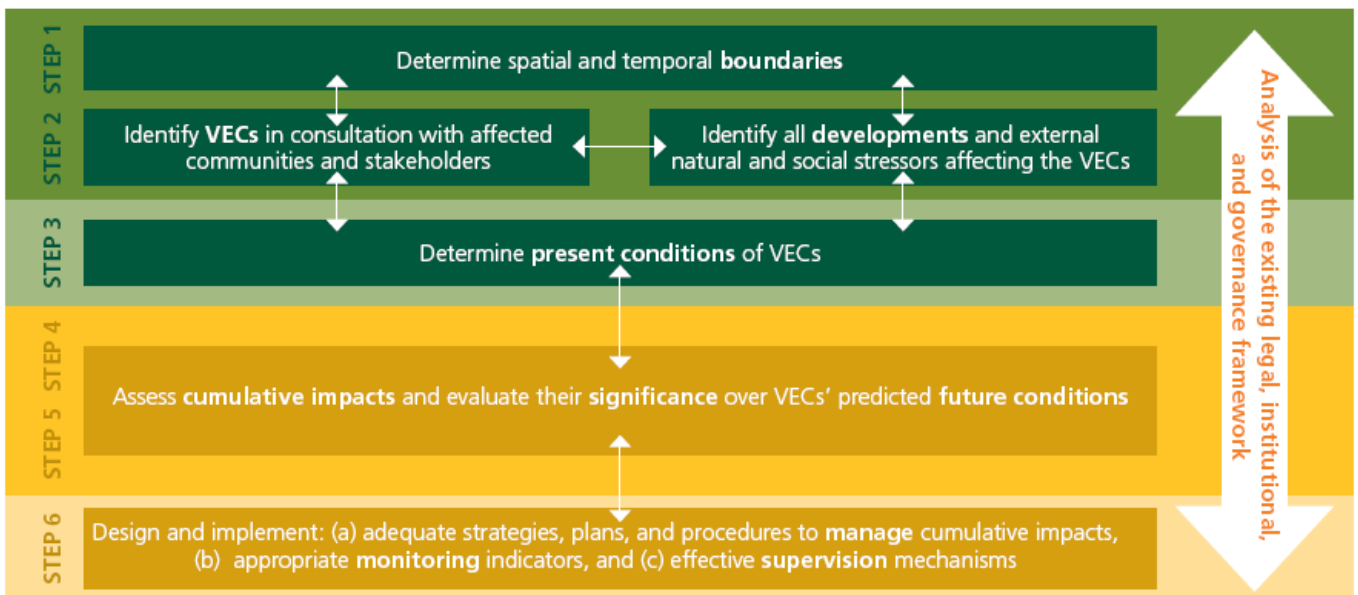 STEP 1
Determine spatial and temporal boundaries
STEP 2
Identify VECs in consultation with affected
communities and stakeholders
Identify all developments and external
natural and social stressors affecting the VECs
STEP 3
Determine present conditions of VECs
STEP 4
STEP 5
Assess cumulative impacts and evaluate their significance over VECs’ predicted future conditions
STEP 6
Design and implement: (a) adequate strategies, plans, and procedures to manage cumulative impacts,
(b) appropriate monitoring indicators, and (c) effective supervision mechanisms
Analysis of the existing legal, institutional,
and governance framework